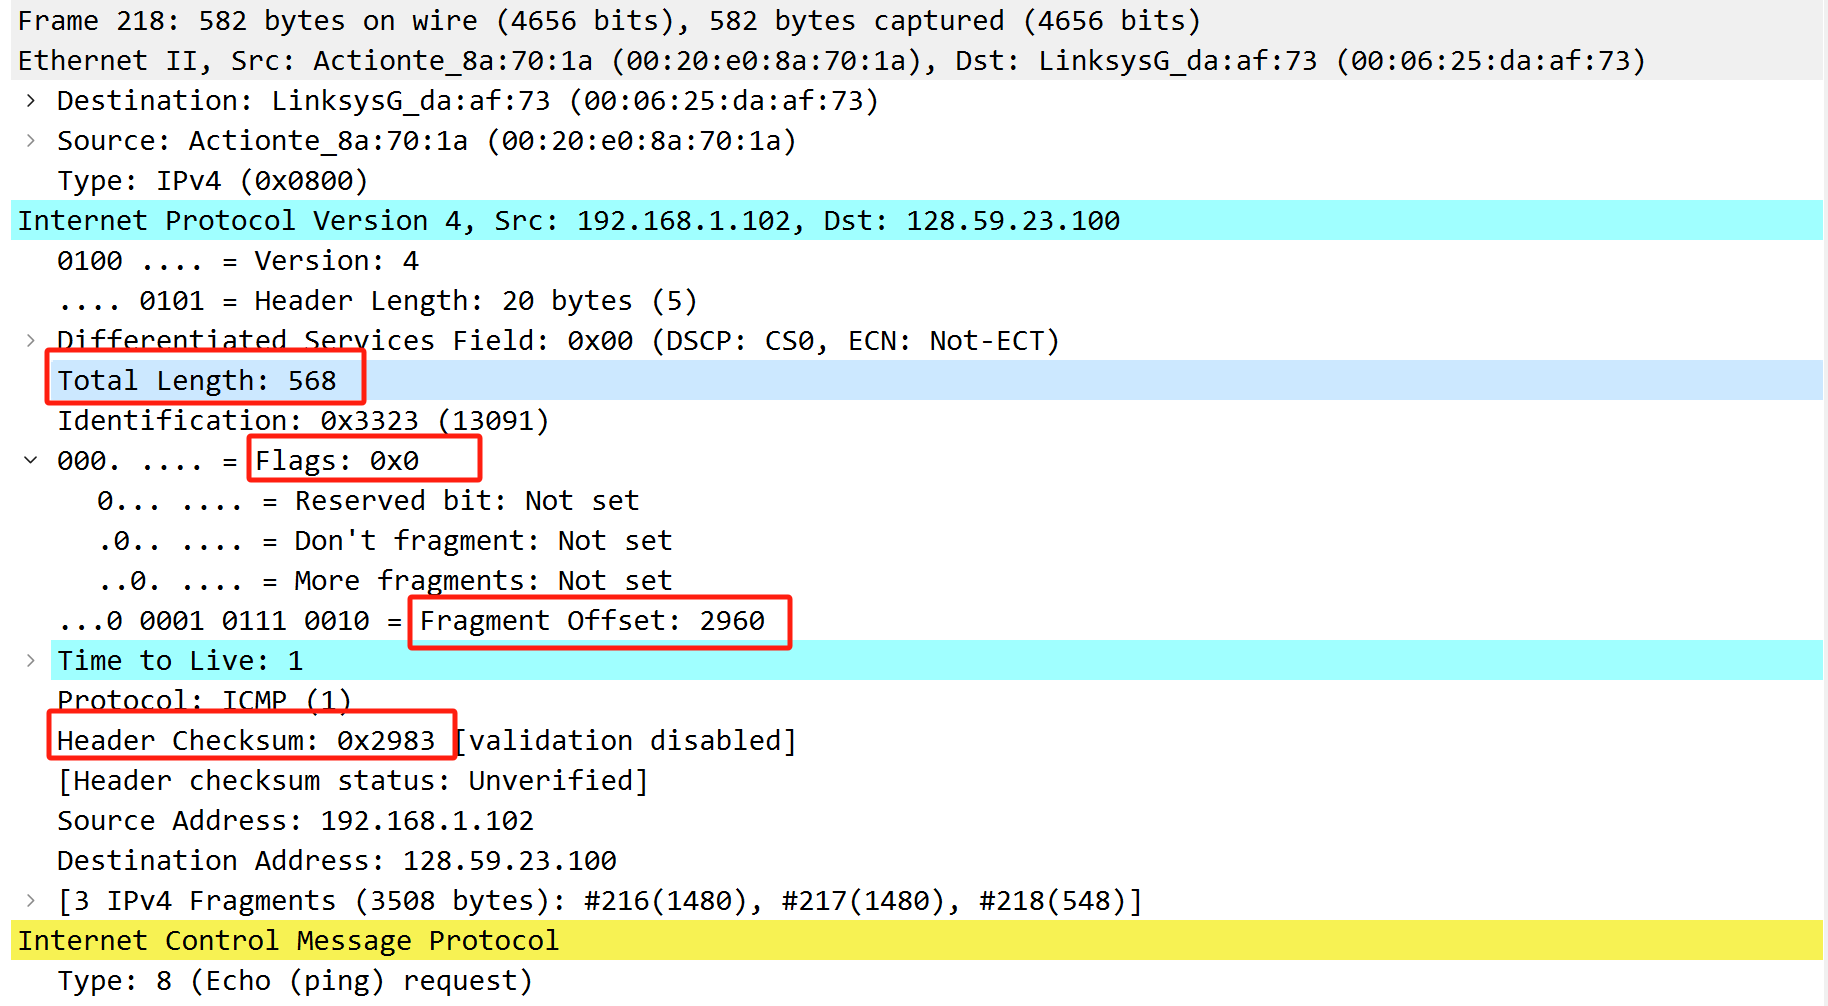 Frame 218: 582 bytes on wire (4656 bits), 582 bytes captured (4656 bits)
Ethernet II, Src: Actionte_8a:70:1a (00:20:e0:8a:70:1a), Dst: LinksysG_da:af:73 (00:06:25:da:af:73)
Destination: LinksysG_da:af:73 (00:06:25:da:af:73)
Source: Actionte_8a:70:1a (00:20:e0:8a:70:1a)
Type: IPv4 (0x0800)
Internet Protocol Version 4, Src: 192.168.1.102, Dst: 128.59.23.100
0100 .... = Version: 4
.... 0101 = Header Length: 20 bytes (5)
Differentiated Services Field: 0x00 (DSCP: CS0, ECN: Not-ECT)
Total Length: 568
Identification: 0x3323 (13091)
000. .... = Flags: 0x0
0... .... = Reserved bit: Not set
.0.. .... = Don't fragment: Not set
..0. .... = More fragments: Not set
...0 0001 0111 0010 = Fragment Offset: 2960
Time to Live: 1
Protocol: ICMP (1)
Header Checksum: 0x2983 [validation disabled]
[Header checksum status: Unverified]
Source Address: 192.168.1.102
Destination Address: 128.59.23.100
[3 IPv4 Fragments (3508 bytes): #216(1480), #217(1480), #218(548)]
Internet Control Message Protocol
Type: 8 (Echo (ping) request)